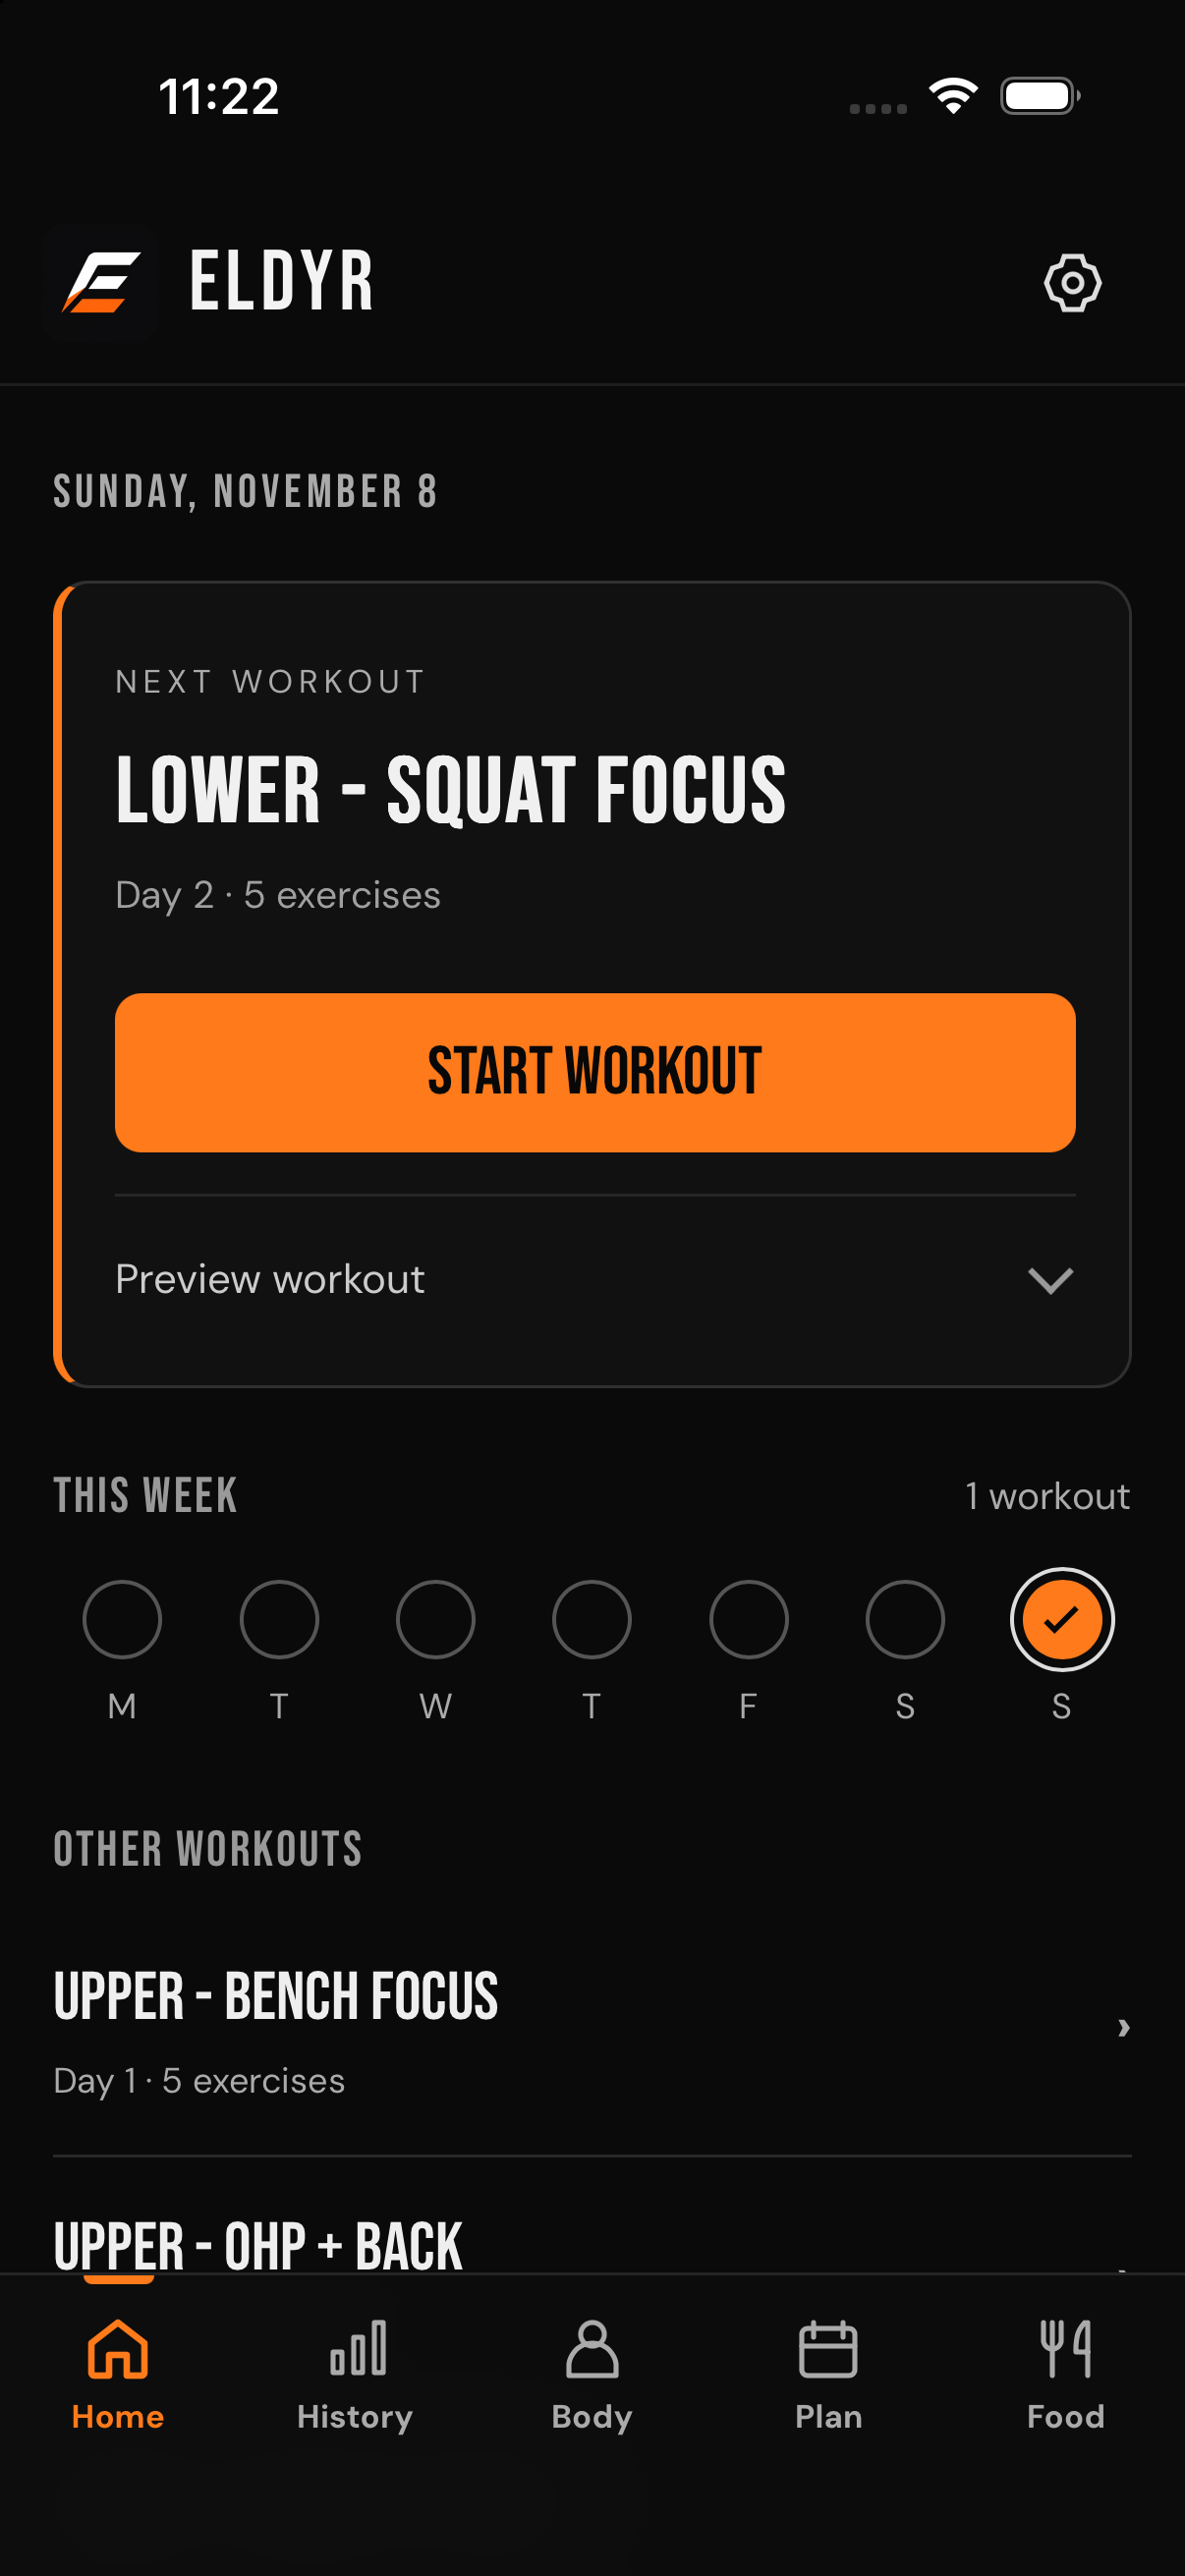 11:22
ELDYR
SUNDAY, NOVEMBER 8
NEXT WORKOUT
LOWER - SQUAT FOCUS
Day 2 · 5 exercises
START WORKOUT
Preview workout
THIS WEEK 1 workout
M T W T F S S
OTHER WORKOUTS
UPPER - BENCH FOCUS
Day 1 · 5 exercises
UPPER - OHP + BACK
Home History Body Plan Food